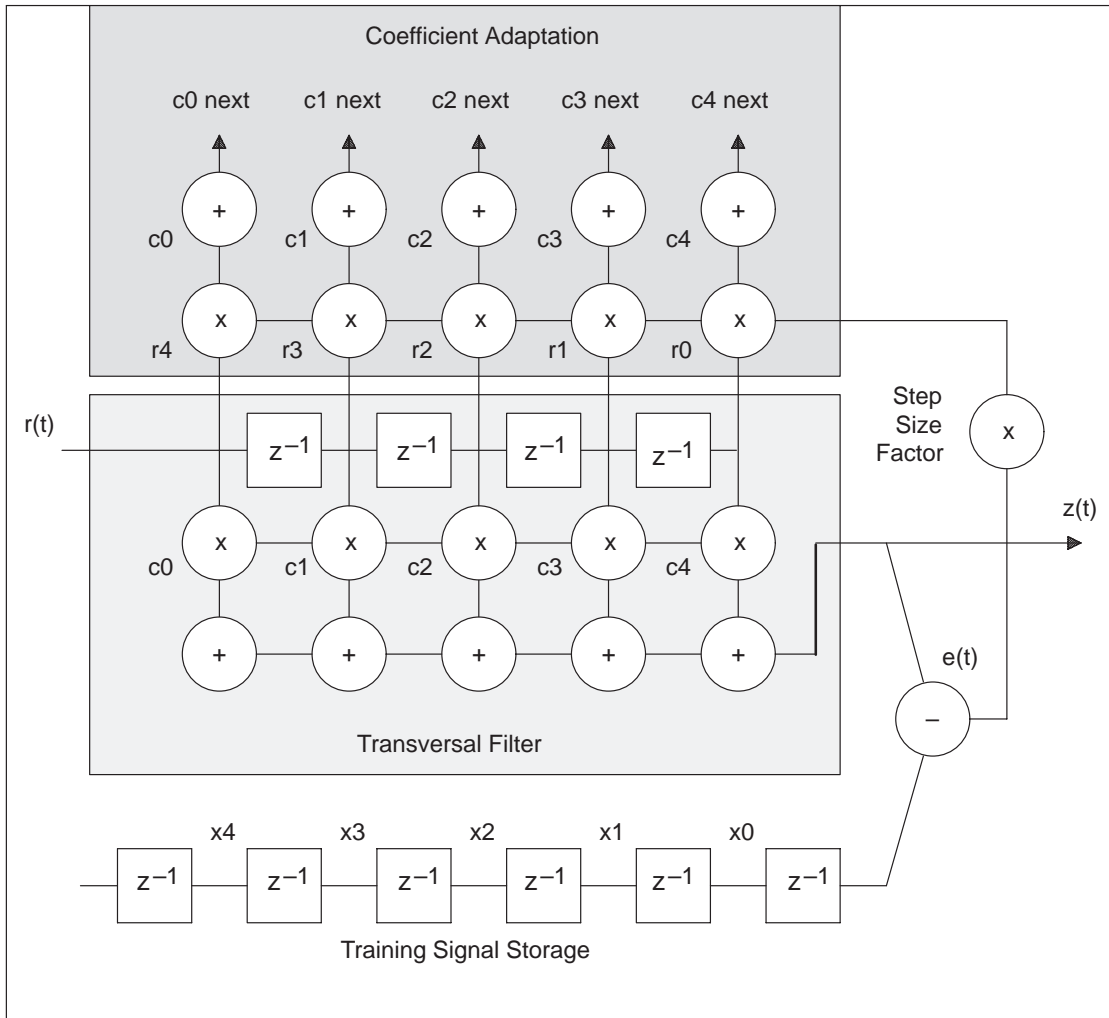 Coefficient Adaptation
c0 next c1 next c2 next c3 next c4 next
+ + + + +
c0 c1 c2 c3 c4
x x x x x
r4 r3 r2 r1 r0
r(t)
z–1 z–1 z–1 z–1
Step
Size
Factor
x
z(t)
x x x x x
c0 c1 c2 c3 c4
+ + + + +
e(t)
–
Transversal Filter
x4 x3 x2 x1 x0
z–1 z–1 z–1 z–1 z–1 z–1
Training Signal Storage